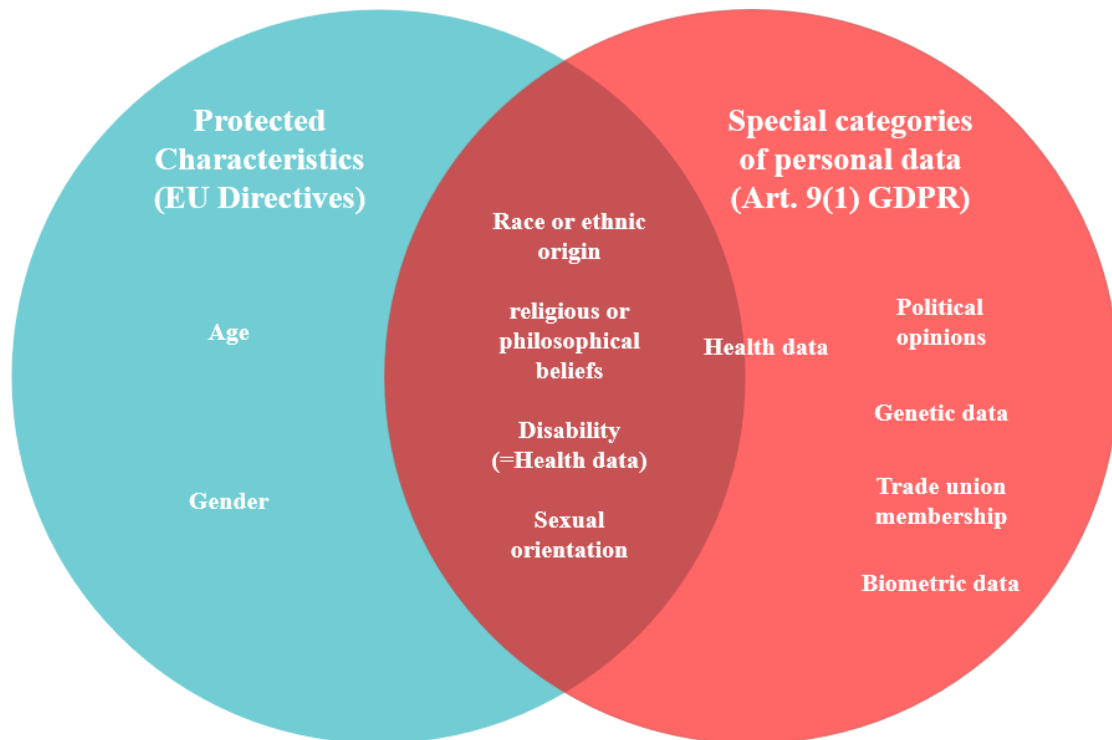 Protected
Characteristics
(EU Directives)
Age
Gender
Race or ethnic
origin
religious or
philosophical
beliefs
Disability
(=Health data)
Sexual
orientation
Special categories
of personal data
(Art. 9(1) GDPR)
Health data
Political
opinions
Genetic data
Trade union
membership
Biometric data